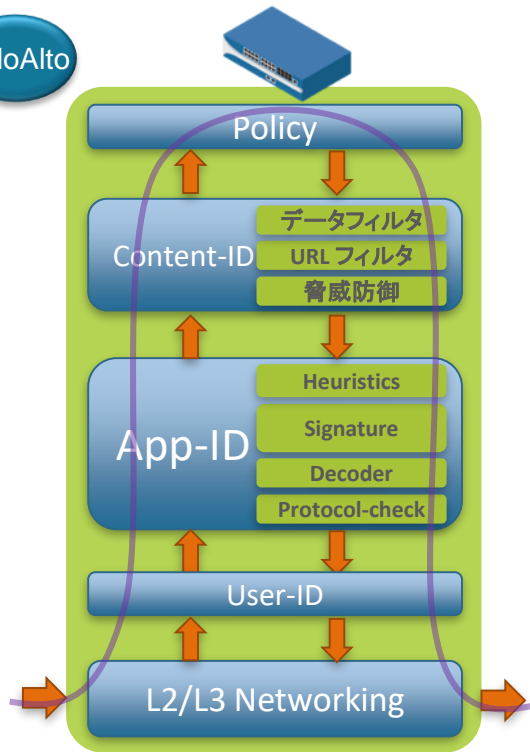 loAlto
Policy
Content-ID
データフィルタ
URL フィルタ
脅威防御
App-ID
Heuristics
Signature
Decoder
Protocol-check
User-ID
L2/L3 Networking